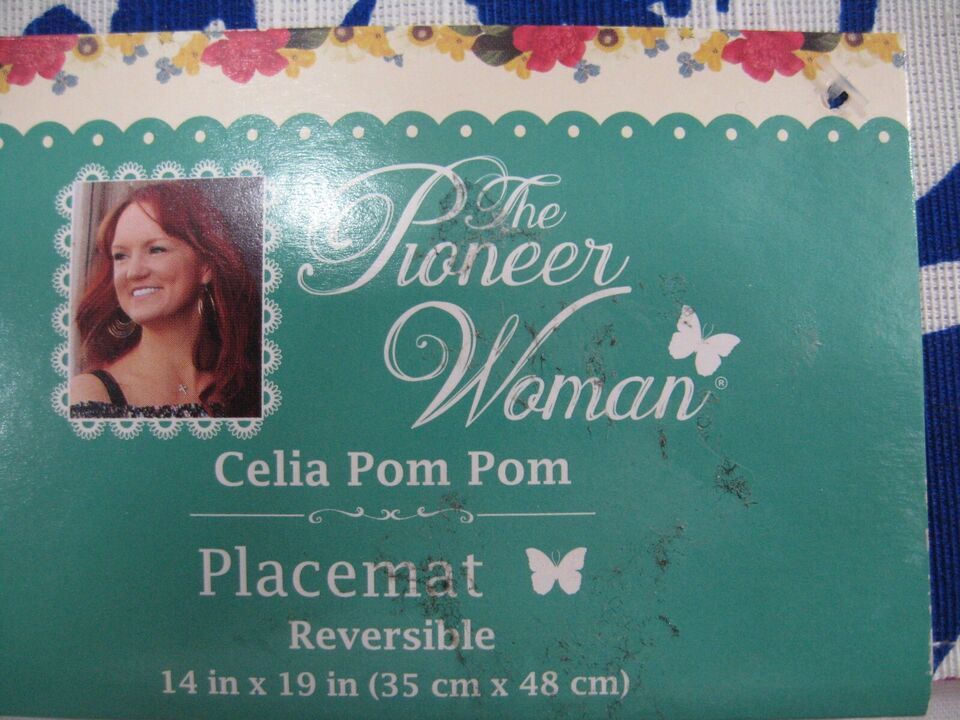 The
Pioneer
Woman®
Celia Pom Pom
Placemat
Reversible
14 in x 19 in (35 cm x 48 cm)